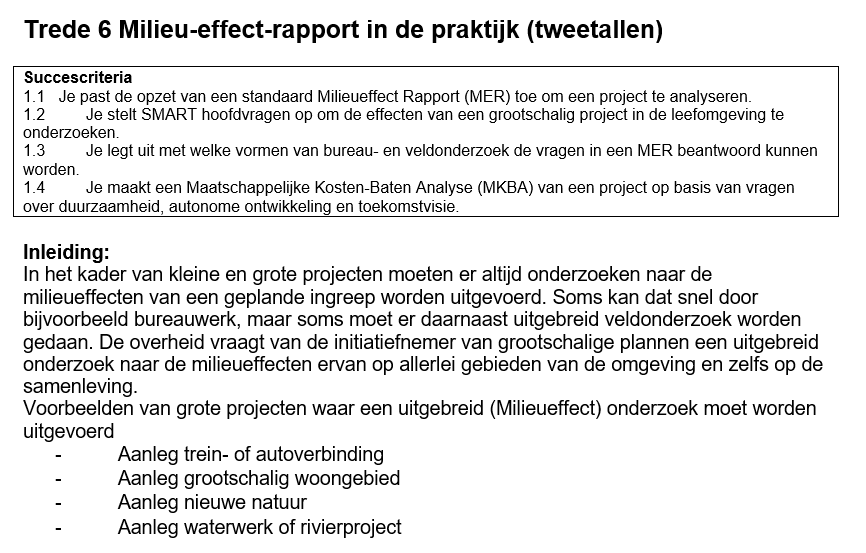 Trede 6 Milieu-effect-rapport in de praktijk (tweetallen)
Succescriteria
1.1 Je past de opzet van een standaard Milieueffect Rapport (MER) toe om een project te analyseren.
1.2 Je stelt SMART hoofdvragen op om de effecten van een grootschalig project in de leefomgeving te
onderzoeken.
1.3 Je legt uit met welke vormen van bureau- en veldonderzoek de vragen in een MER beantwoord kunnen
worden.
1.4 Je maakt een Maatschappelijke Kosten-Baten Analyse (MKBA) van een project op basis van vragen
over duurzaamheid, autonome ontwikkeling en toekomstvisie.
Inleiding:
In het kader van kleine en grote projecten moeten er altijd onderzoeken naar de
milieueffecten van een geplande ingreep worden uitgevoerd. Soms kan dat snel door
bijvoorbeeld bureauwerk, maar soms moet er daarnaast uitgebreid veldonderzoek worden
gedaan. De overheid vraagt van de initiatiefnemer van grootschalige plannen een uitgebreid
onderzoek naar de milieueffecten ervan op allerlei gebieden van de omgeving en zelfs op de
samenleving.
Voorbeelden van grote projecten waar een uitgebreid (Milieueffect) onderzoek moet worden
uitgevoerd
- Aanleg trein- of autoverbinding
- Aanleg grootschalig woongebied
- Aanleg nieuwe natuur
- Aanleg waterwerk of rivierproject